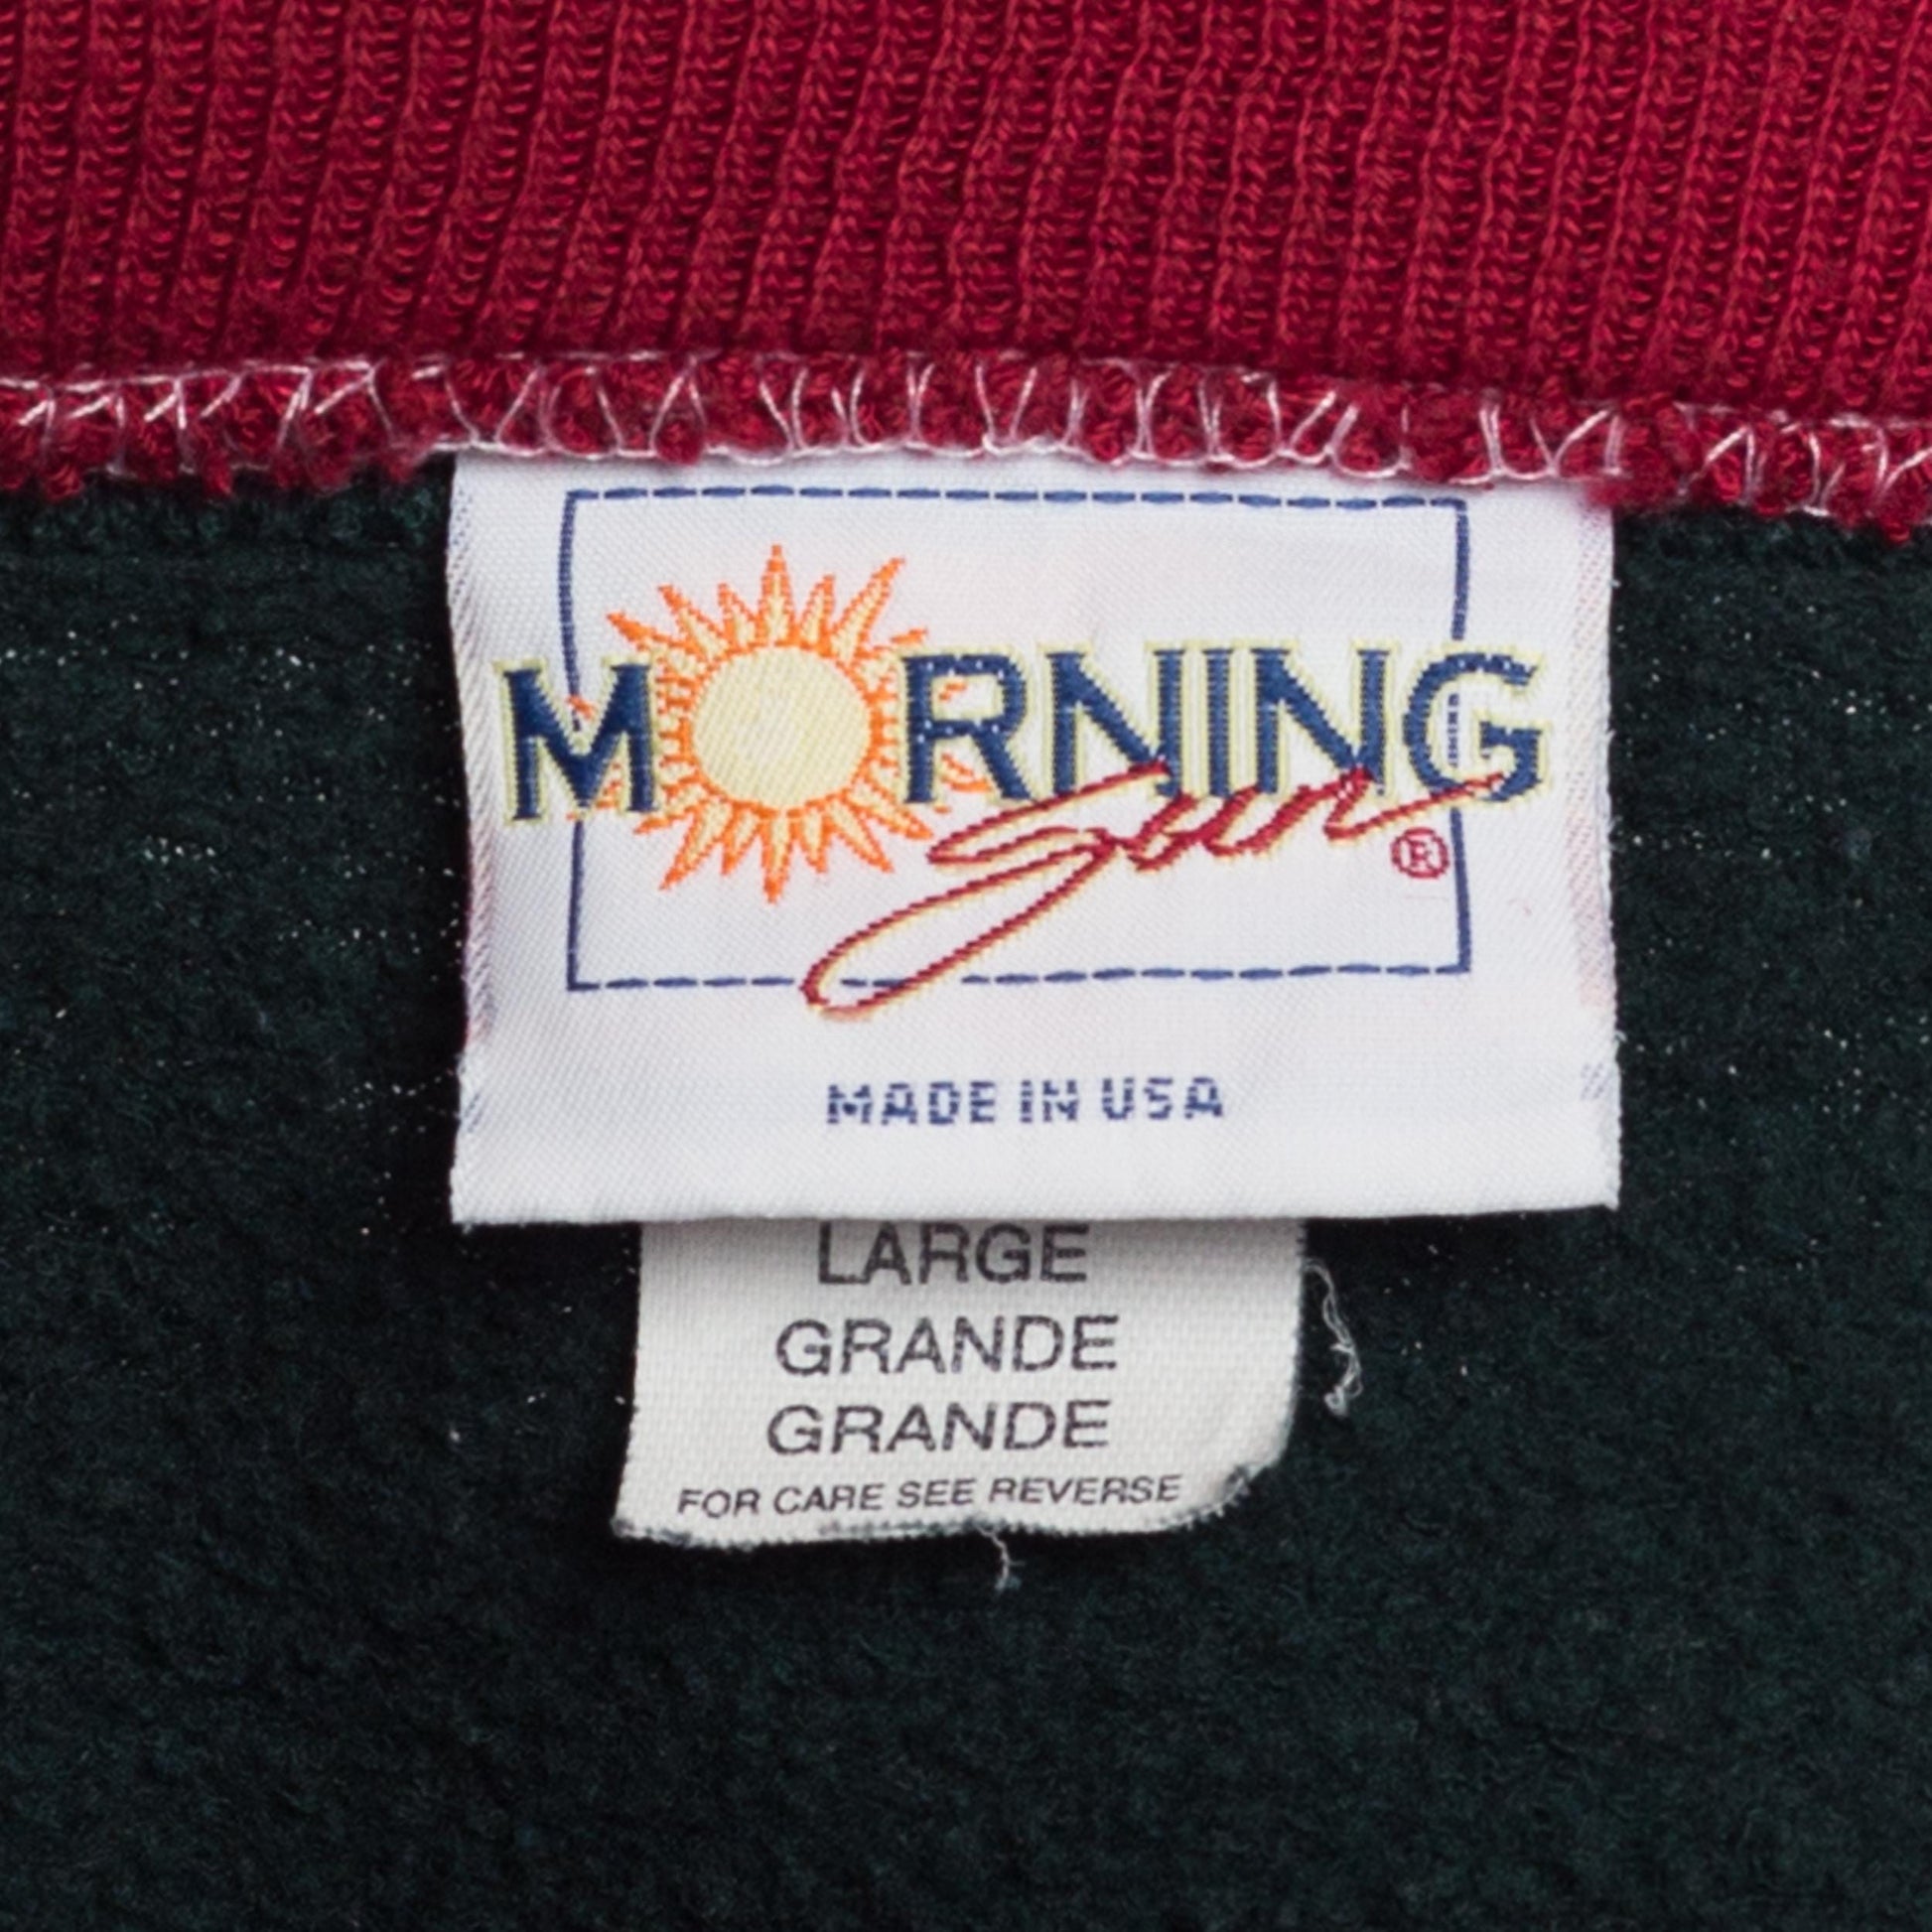 MORNING
Sun®
MADE IN USA
LARGE
GRANDE
GRANDE
FOR CARE SEE REVERSE